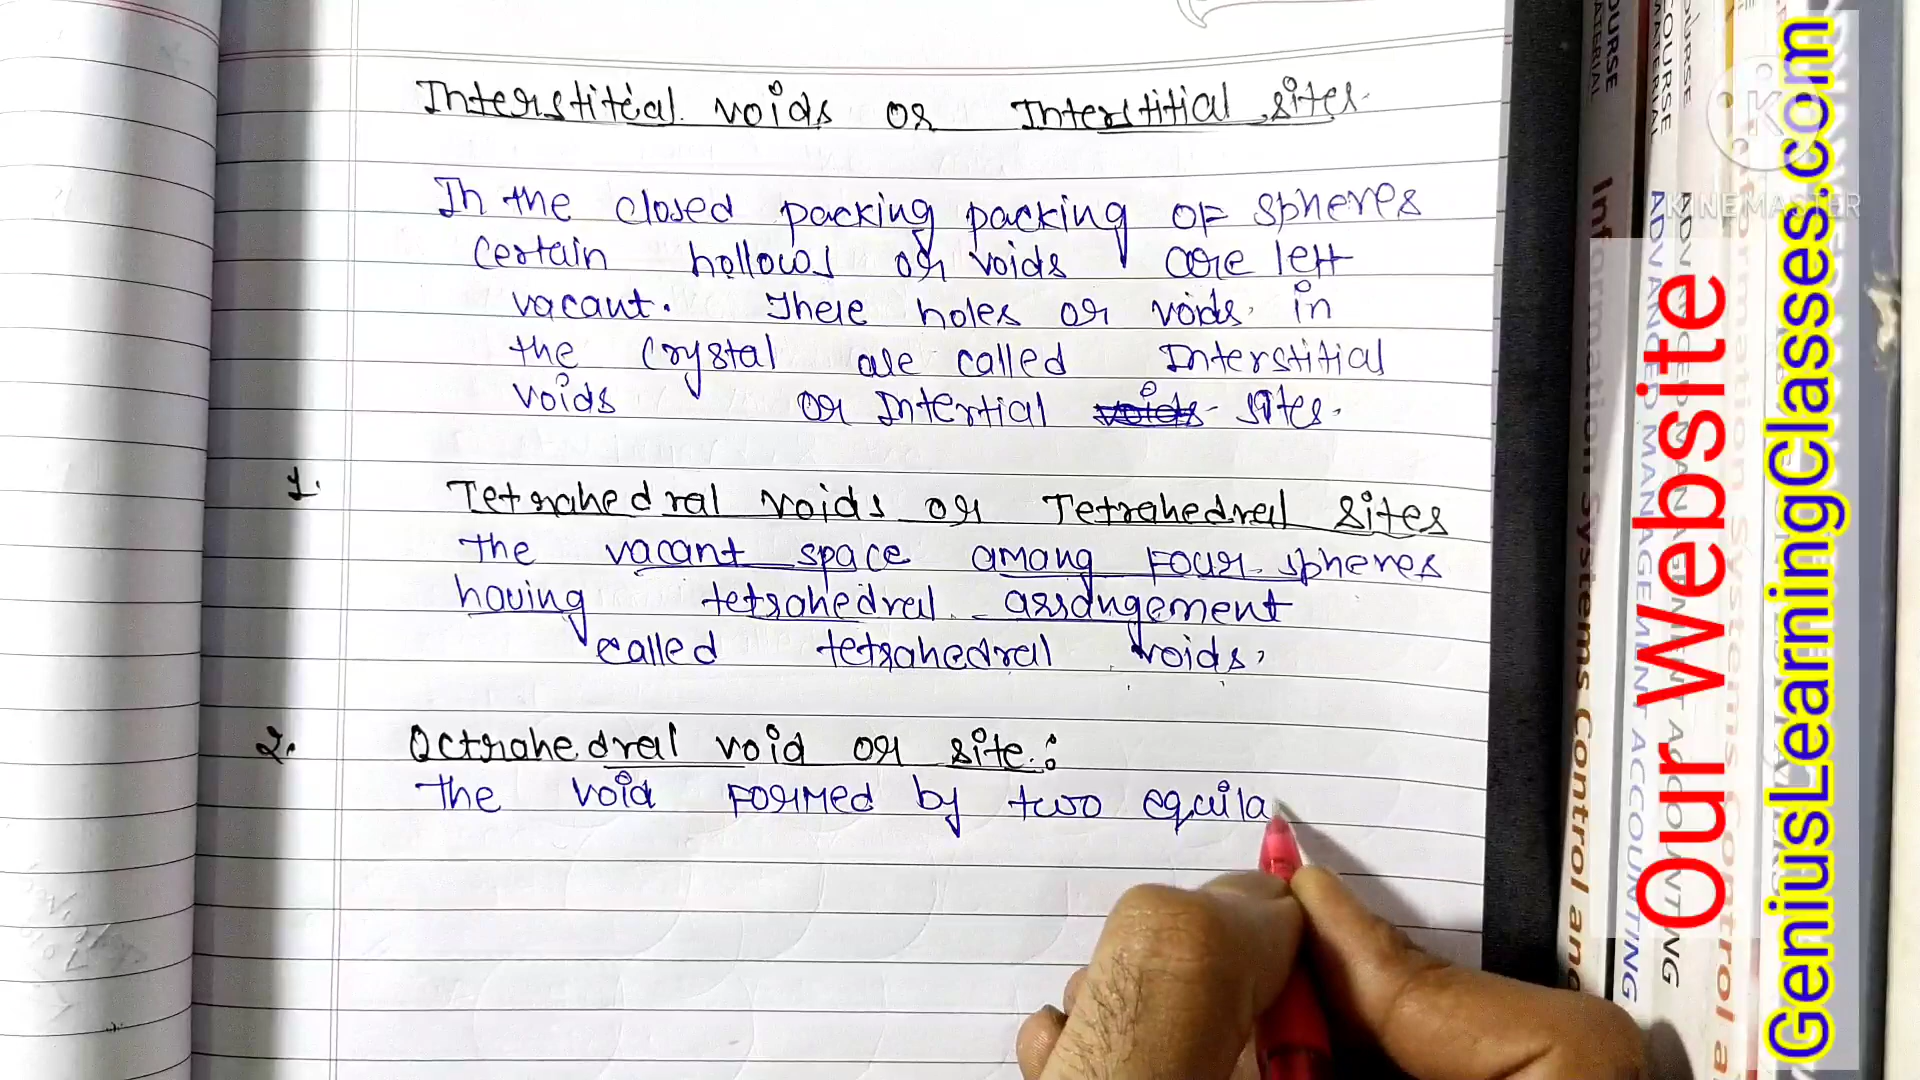 Interstitial voids or Interstitial sites.
In the closed packing packing of spheres
certain hollows or voids are left
vacant. These holes or voids in
the crystal are called Interstitial
voids or Intertial voids sites.
1. Tetrahedral voids or Tetrahedral sites
The vacant space among four spheres
having tetrahedral arrangement
called tetrahedral voids.
2. Octrahedral void or site :
The void formed by two equila
Our Website
GeniusLearningClasses.com
KINEMASTER
COURSE
MATERIAL
ADVANCED MANAGEMENT ACCOUNTING
Information Systems Control and